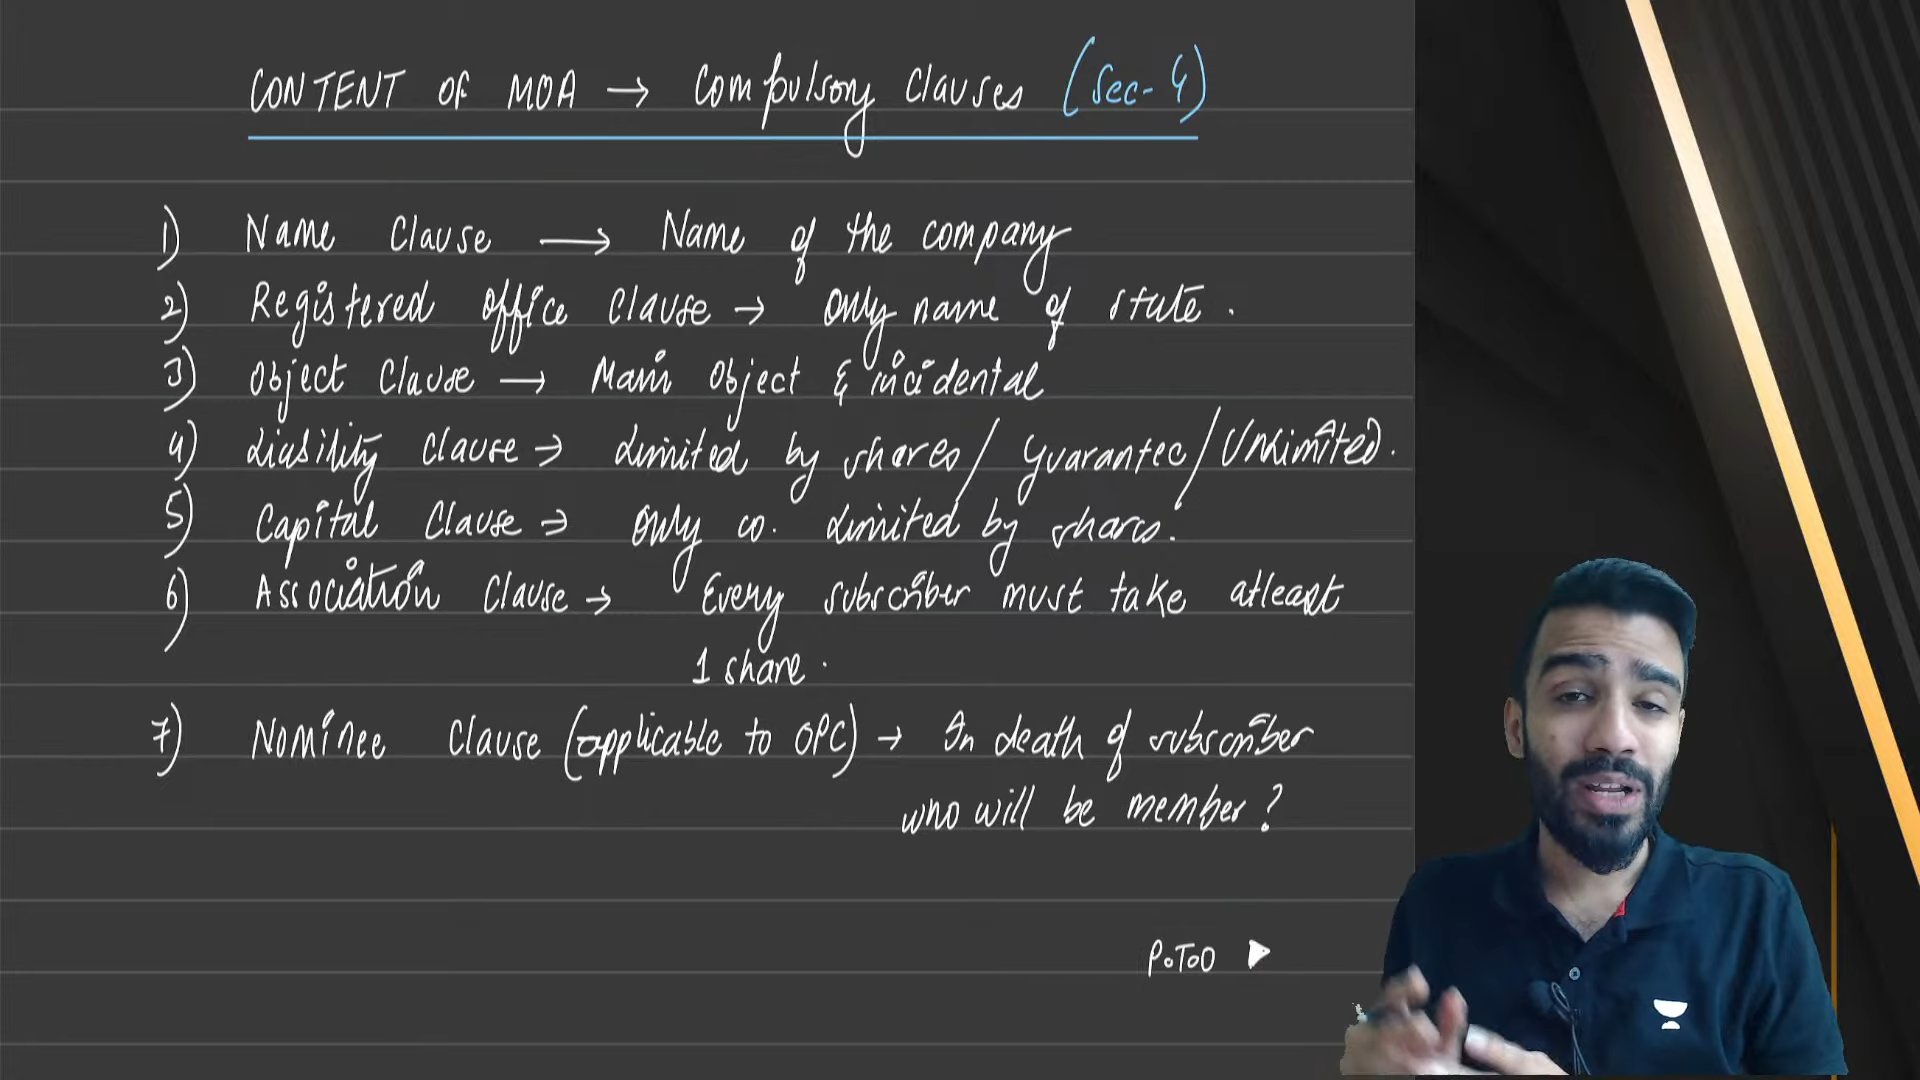 CONTENT OF MOA → Compulsory Clauses (Sec-4)
1) Name Clause → Name of the company
2) Registered office Clause → only name of state.
3) Object Clause → Main Object & incidental
4) Liability Clause → Limited by shares/ guarantee/ Unlimited.
5) Capital Clause → only co. Limited by shares.
6) Association Clause → Every subscriber must take atleast
1 share.
7) Nominee Clause (applicable to OPC) → In death of subscriber
who will be member?
P.T.O ▶